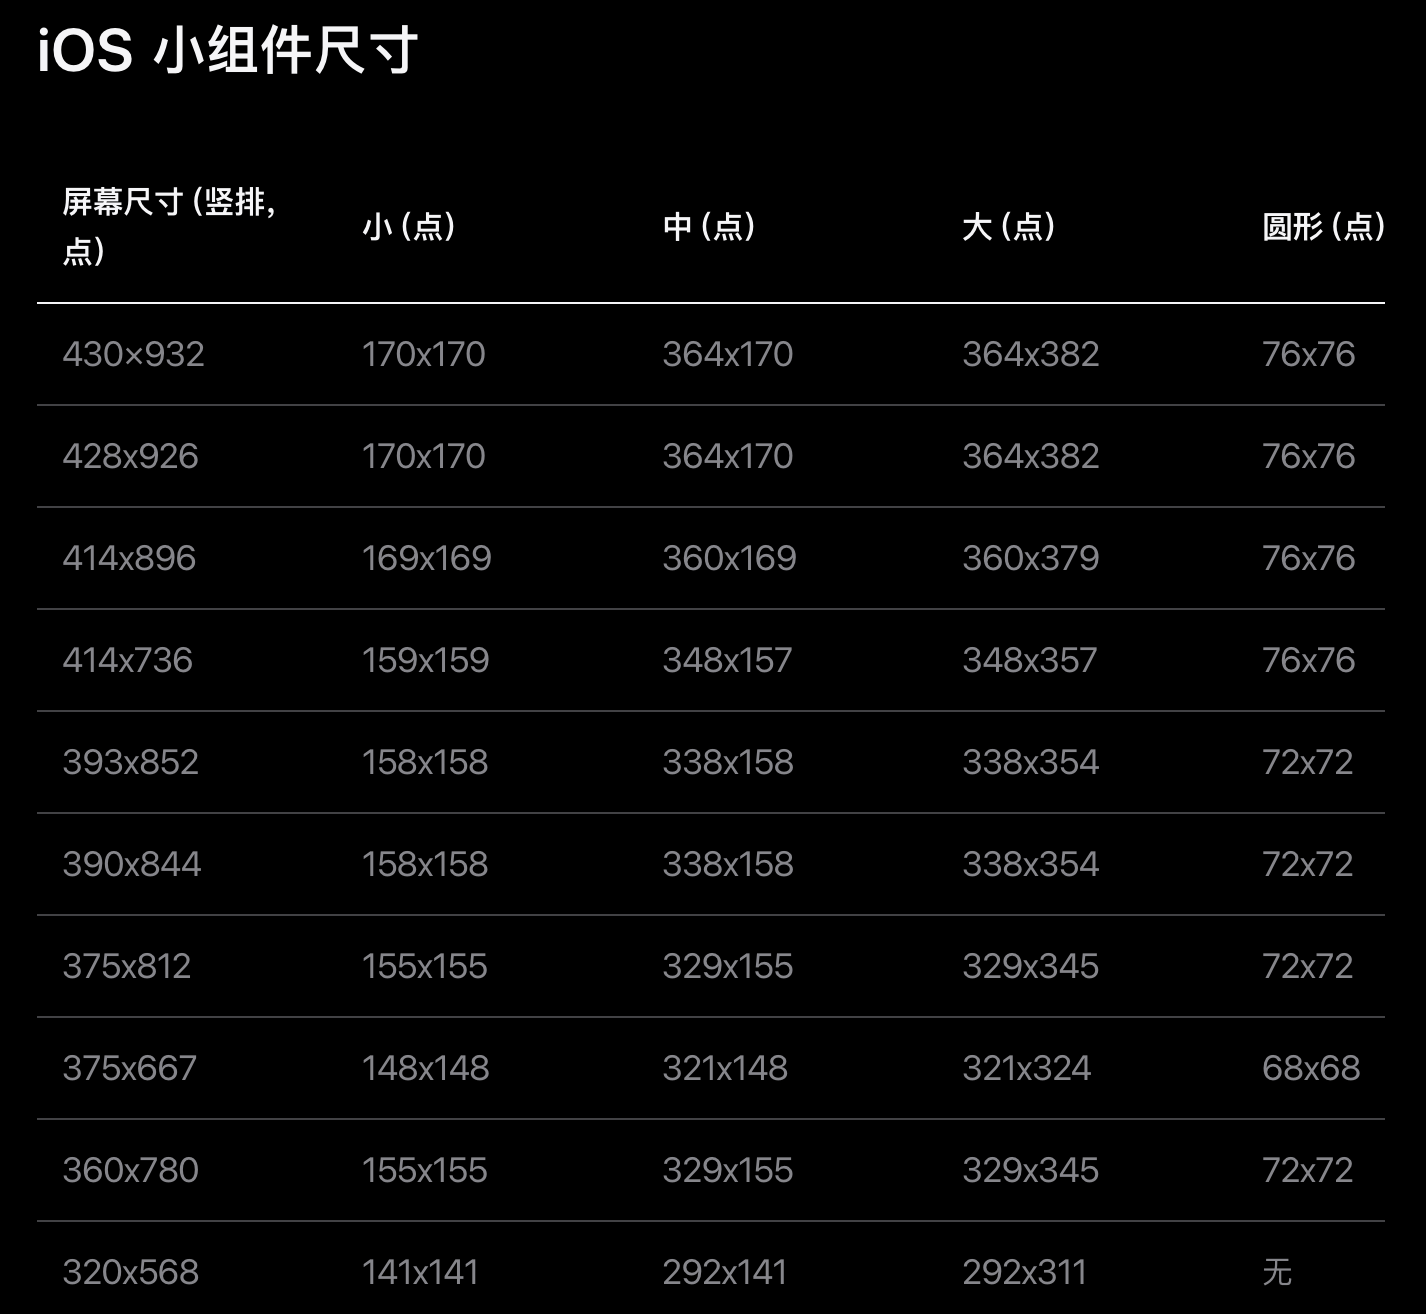 iOS 小组件尺寸
屏幕尺寸 (竖排,
点)
小 (点)
中 (点)
大 (点)
圆形 (点)
430×932 170x170 364x170 364x382 76x76
428x926 170x170 364x170 364x382 76x76
414x896 169x169 360x169 360x379 76x76
414x736 159x159 348x157 348x357 76x76
393x852 158x158 338x158 338x354 72x72
390x844 158x158 338x158 338x354 72x72
375x812 155x155 329x155 329x345 72x72
375x667 148x148 321x148 321x324 68x68
360x780 155x155 329x155 329x345 72x72
320x568 141x141 292x141 292x311 无